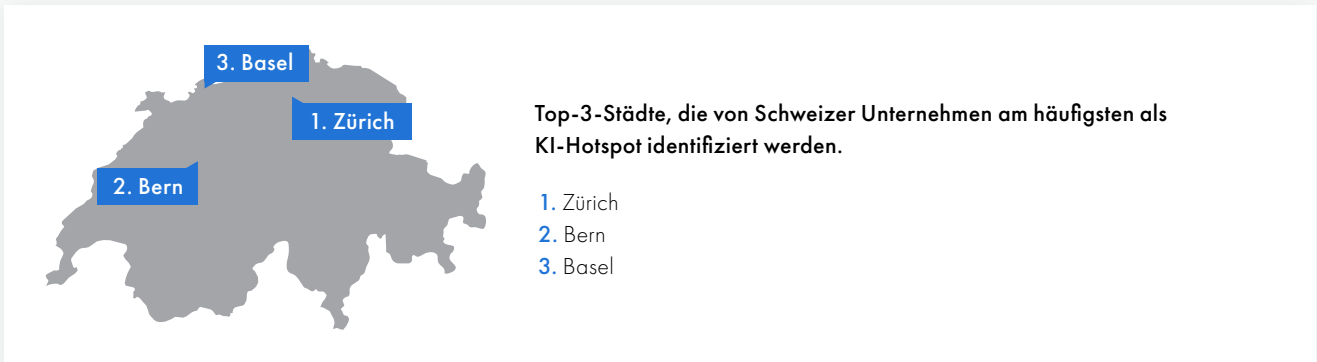 3. Basel
1. Zürich
2. Bern
Top-3-Städte, die von Schweizer Unternehmen am häufigsten als
KI-Hotspot identifiziert werden.
1. Zürich
2. Bern
3. Basel